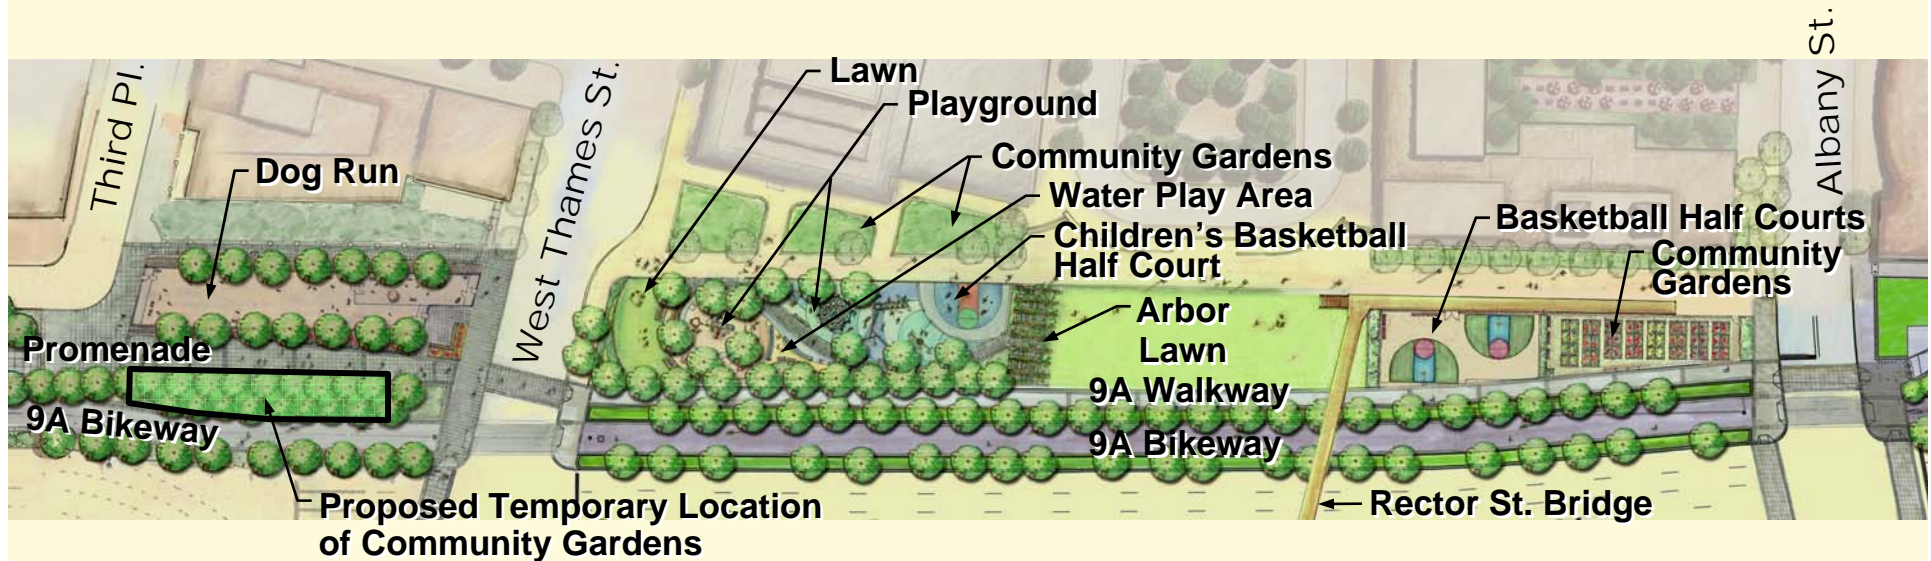 Third Pl.
West Thames St.
Albany St.
Lawn
Playground
Dog Run
Community Gardens
Water Play Area
Children's Basketball
Half Court
Basketball Half Courts
Community
Gardens
Arbor
Lawn
Promenade
9A Walkway
9A Bikeway
9A Bikeway
Proposed Temporary Location
of Community Gardens
Rector St. Bridge